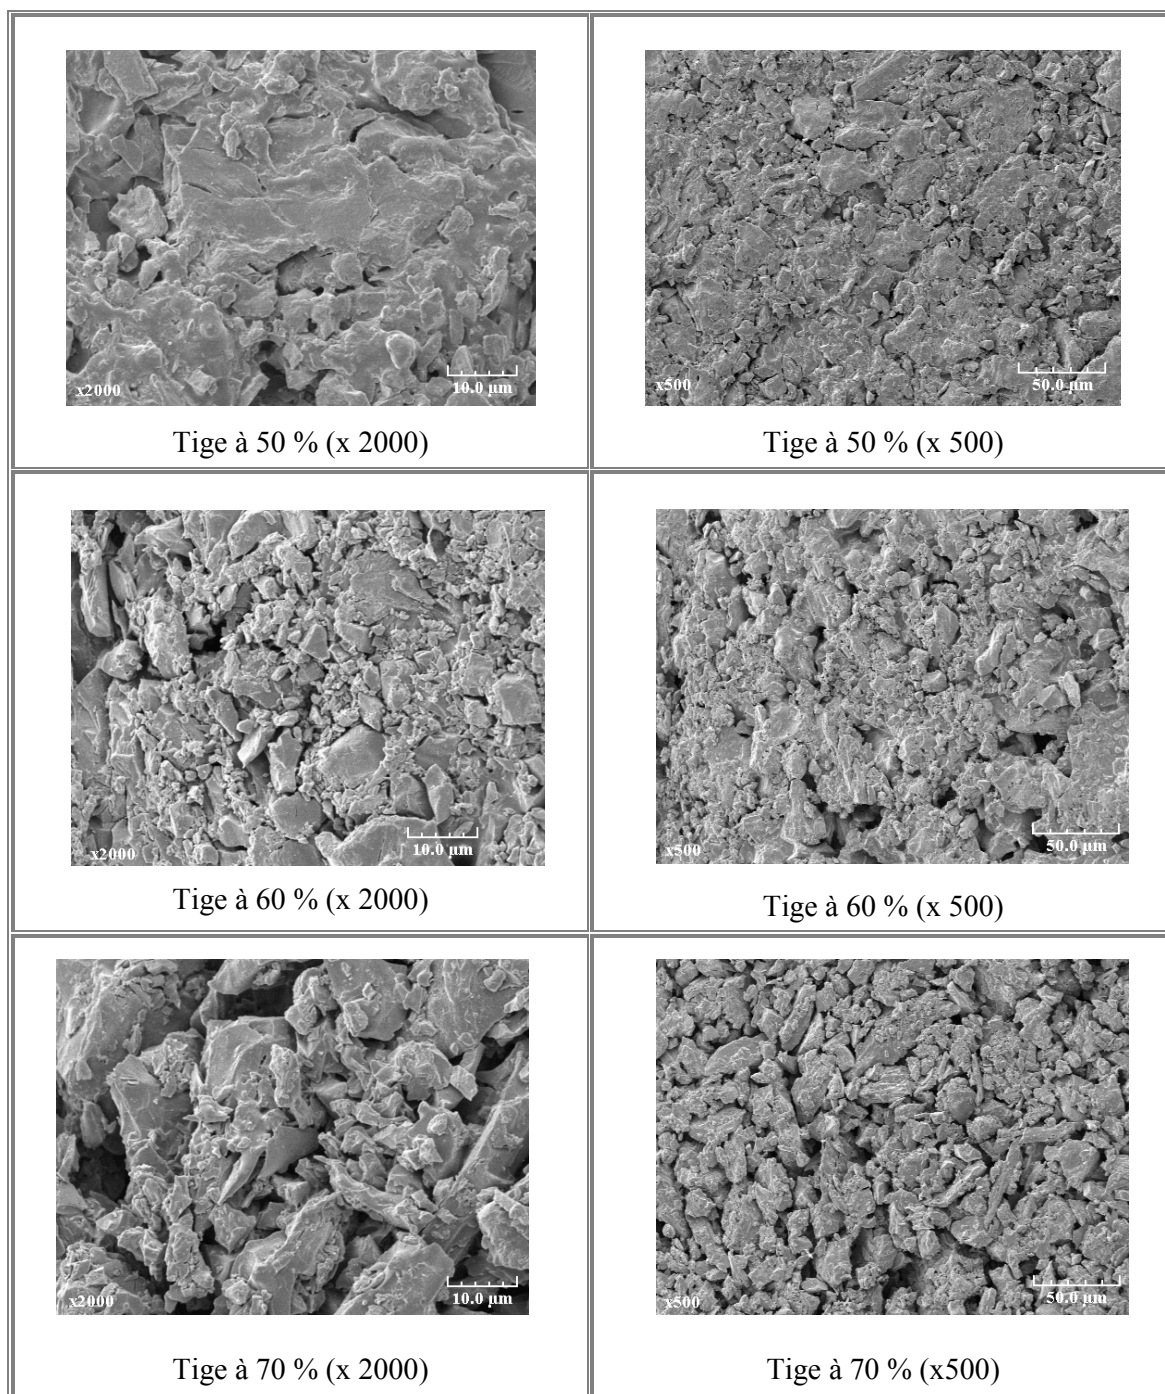 x2000
10.0 µm
x500
50.0 µm
Tige à 50 % (x 2000)
Tige à 50 % (x 500)
x2000
10.0 µm
x500
50.0 µm
Tige à 60 % (x 2000)
Tige à 60 % (x 500)
x2000
10.0 µm
x500
50.0 µm
Tige à 70 % (x 2000)
Tige à 70 % (x500)